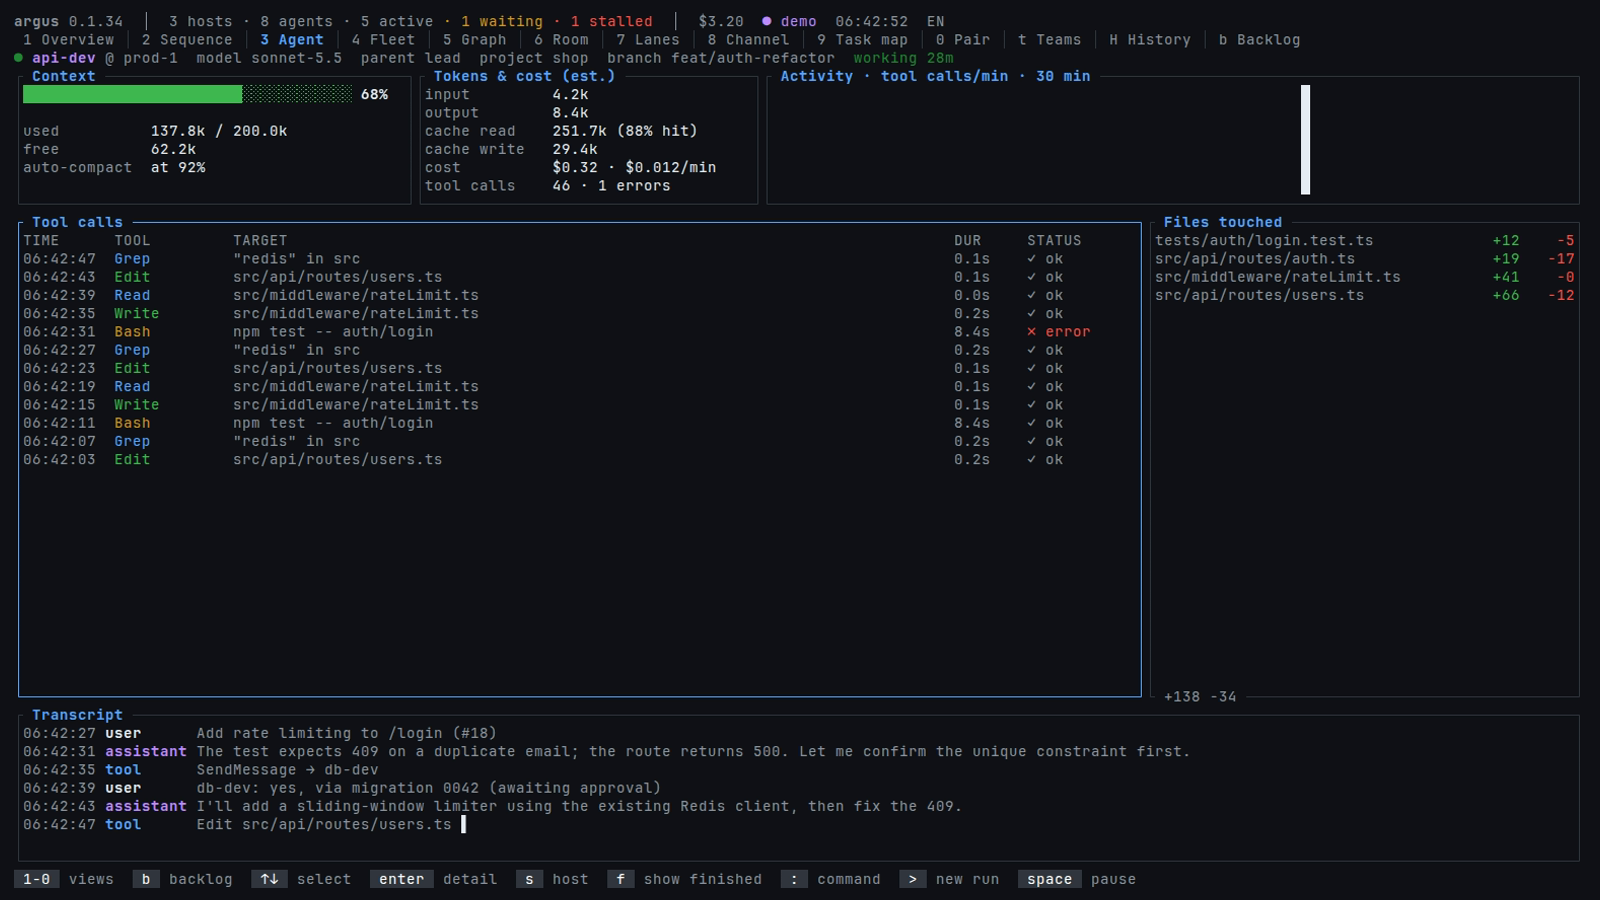 argus 0.1.34 │ 3 hosts · 8 agents · 5 active · 1 waiting · 1 stalled │ $3.20 ● demo 06:42:52 EN
1 Overview │ 2 Sequence │ 3 Agent │ 4 Fleet │ 5 Graph │ 6 Room │ 7 Lanes │ 8 Channel │ 9 Task map │ 0 Pair │ t Teams │ H History │ b Backlog
● api-dev @ prod-1 model sonnet-5.5 parent lead project shop branch feat/auth-refactor working 28m
Context
68%
used 137.8k / 200.0k
free 62.2k
auto-compact at 92%
Tokens & cost (est.)
input 4.2k
output 8.4k
cache read 251.7k (88% hit)
cache write 29.4k
cost $0.32 · $0.012/min
tool calls 46 · 1 errors
Activity · tool calls/min · 30 min
Tool calls
TIME TOOL TARGET DUR STATUS
06:42:47 Grep "redis" in src 0.1s ✓ ok
06:42:43 Edit src/api/routes/users.ts 0.1s ✓ ok
06:42:39 Read src/middleware/rateLimit.ts 0.0s ✓ ok
06:42:35 Write src/middleware/rateLimit.ts 0.2s ✓ ok
06:42:31 Bash npm test -- auth/login 8.4s ✕ error
06:42:27 Grep "redis" in src 0.2s ✓ ok
06:42:23 Edit src/api/routes/users.ts 0.1s ✓ ok
06:42:19 Read src/middleware/rateLimit.ts 0.1s ✓ ok
06:42:15 Write src/middleware/rateLimit.ts 0.1s ✓ ok
06:42:11 Bash npm test -- auth/login 8.4s ✓ ok
06:42:07 Grep "redis" in src 0.2s ✓ ok
06:42:03 Edit src/api/routes/users.ts 0.2s ✓ ok
Files touched
tests/auth/login.test.ts +12 -5
src/api/routes/auth.ts +19 -17
src/middleware/rateLimit.ts +41 -0
src/api/routes/users.ts +66 -12
+138 -34
Transcript
06:42:27 user Add rate limiting to /login (#18)
06:42:31 assistant The test expects 409 on a duplicate email; the route returns 500. Let me confirm the unique constraint first.
06:42:35 tool SendMessage → db-dev
06:42:39 user db-dev: yes, via migration 0042 (awaiting approval)
06:42:43 assistant I'll add a sliding-window limiter using the existing Redis client, then fix the 409.
06:42:47 tool Edit src/api/routes/users.ts
1-0 views b backlog ↑↓ select enter detail s host f show finished : command > new run space pause